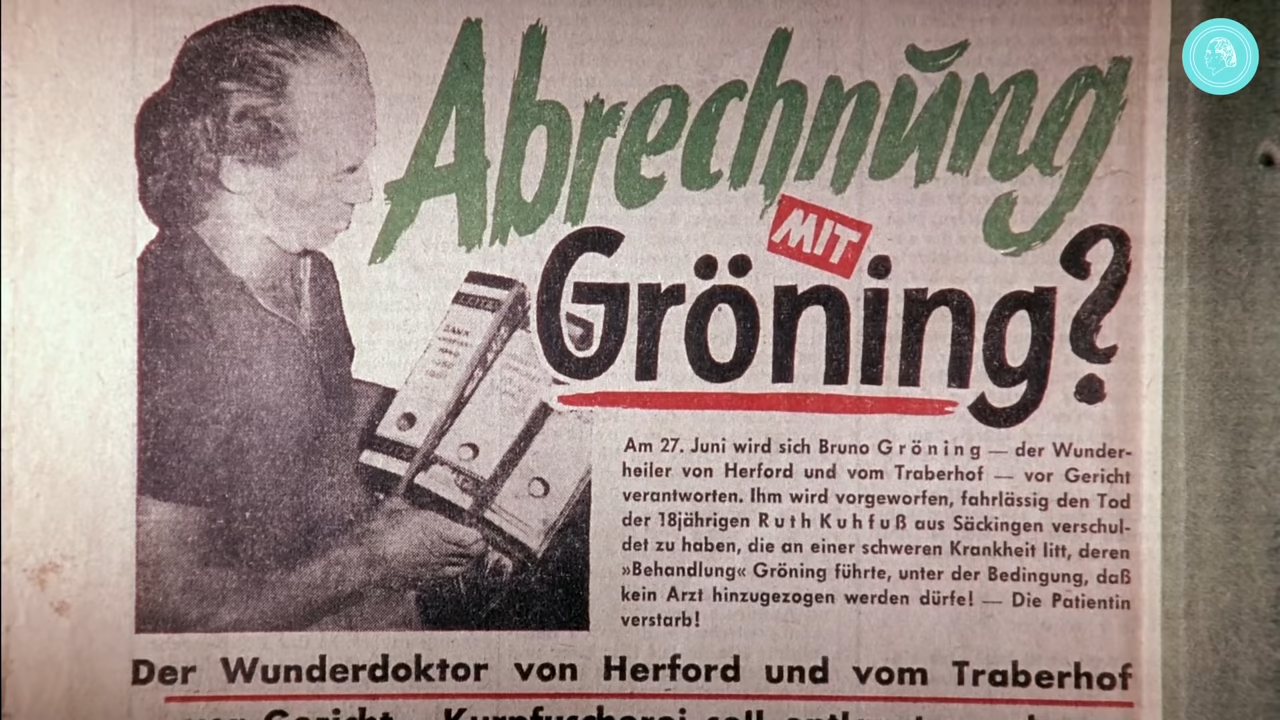 Abrechnung
MIT
Gröning?
LEITZ
Am 27. Juni wird sich Bruno Gröning — der Wunder-
heiler von Herford und vom Traberhof — vor Gericht
verantworten. Ihm wird vorgeworfen, fahrlässig den Tod
der 18jährigen Ruth Kuhfuß aus Säckingen verschul-
det zu haben, die an einer schweren Krankheit litt, deren
»Behandlung« Gröning führte, unter der Bedingung, daß
kein Arzt hinzugezogen werden dürfe! — Die Patientin
verstarb!
Der Wunderdoktor von Herford und vom Traberhof